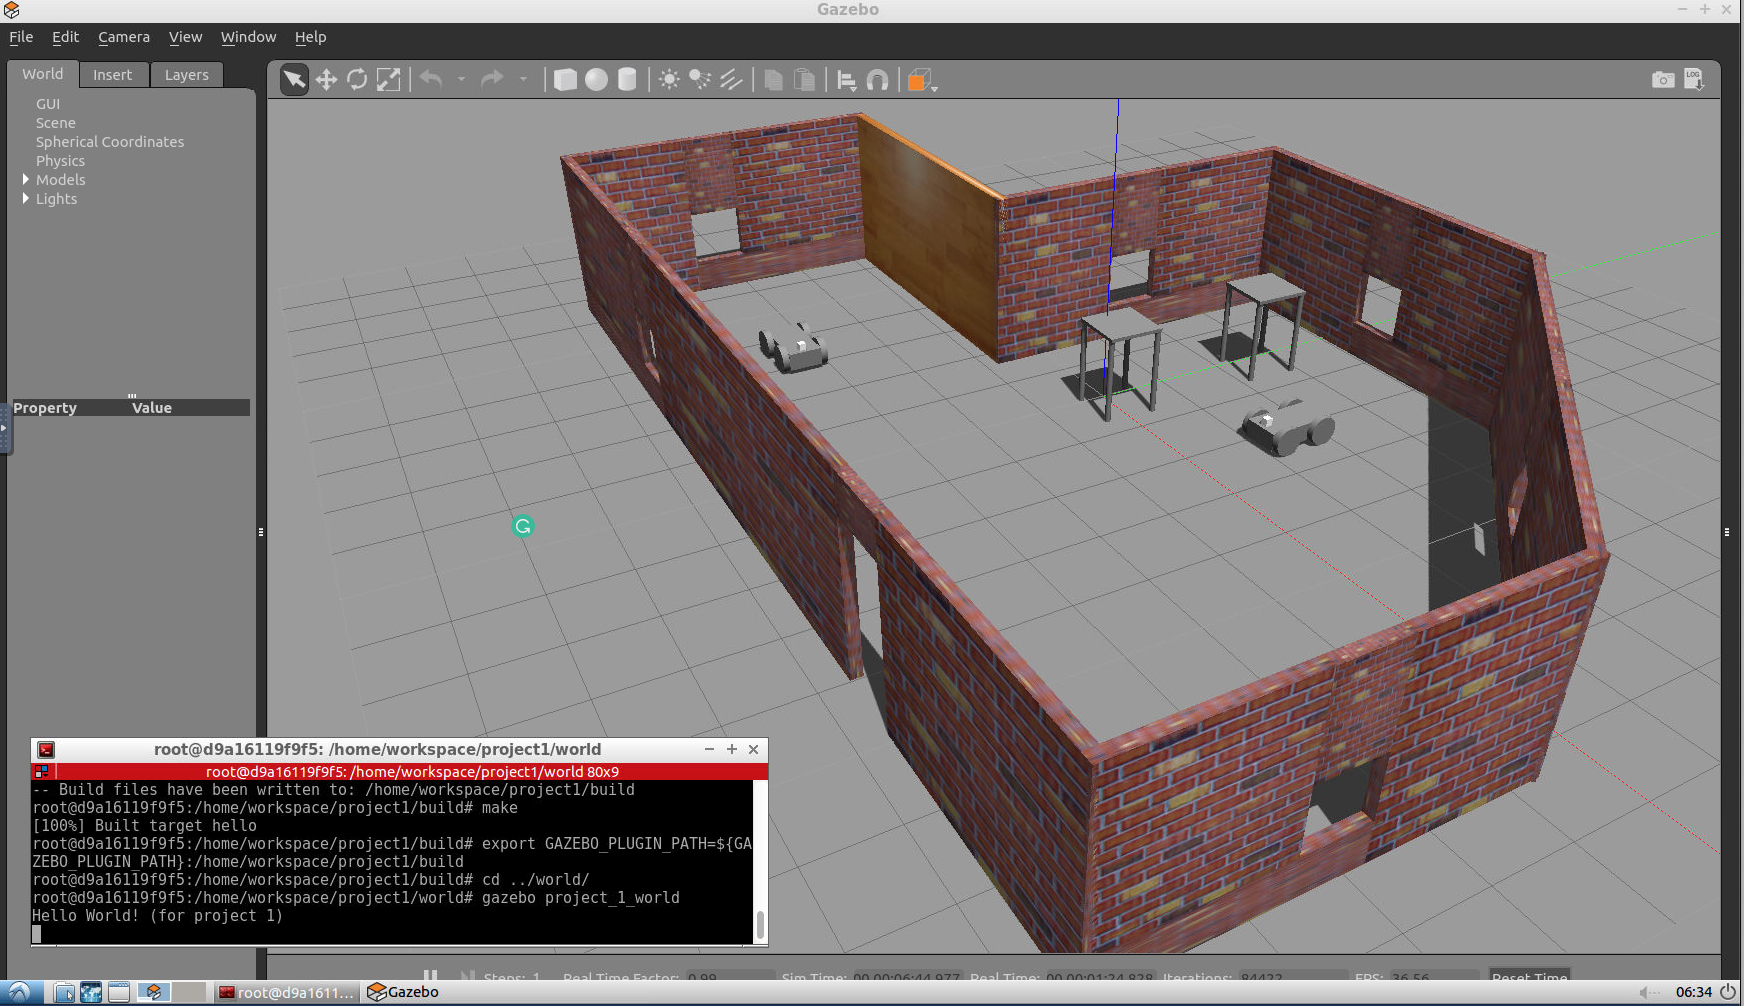 Gazebo
File Edit Camera View Window Help
World Insert Layers
LOG
GUI
Scene
Spherical Coordinates
Physics
Models
Lights
Property Value
root@d9a16119f9f5: /home/workspace/project1/world
root@d9a16119f9f5: /home/workspace/project1/world 80x9
-- Build files have been written to: /home/workspace/project1/build
root@d9a16119f9f5:/home/workspace/project1/build# make
[100%] Built target hello
root@d9a16119f9f5:/home/workspace/project1/build# export GAZEBO_PLUGIN_PATH=${GA
ZEBO_PLUGIN_PATH}:/home/workspace/project1/build
root@d9a16119f9f5:/home/workspace/project1/build# cd ../world/
root@d9a16119f9f5:/home/workspace/project1/world# gazebo project_1_world
Hello World! (for project 1)
Steps: 1 Real Time Factor: 0.99 Sim Time: 00 00:06:44.977 Real Time: 00 00:01:24.828 Iterations: 84422 FPS: 36.56 Reset Time
root@d9a1611... Gazebo 06:34